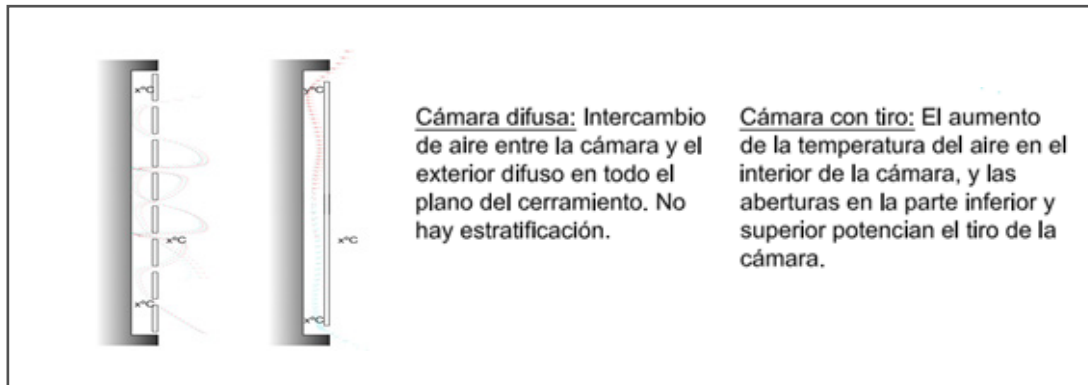 x°C
x°C
x°C
y°C
x°C
x°C
Cámara difusa: Intercambio
de aire entre la cámara y el
exterior difuso en todo el
plano del cerramiento. No
hay estratificación.
Cámara con tiro: El aumento
de la temperatura del aire en el
interior de la cámara, y las
aberturas en la parte inferior y
superior potencian el tiro de la
cámara.